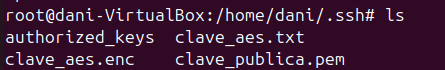 root@dani-VirtualBox:/home/dani/.ssh# ls
authorized_keys  clave_aes.txt
clave_aes.enc    clave_publica.pem